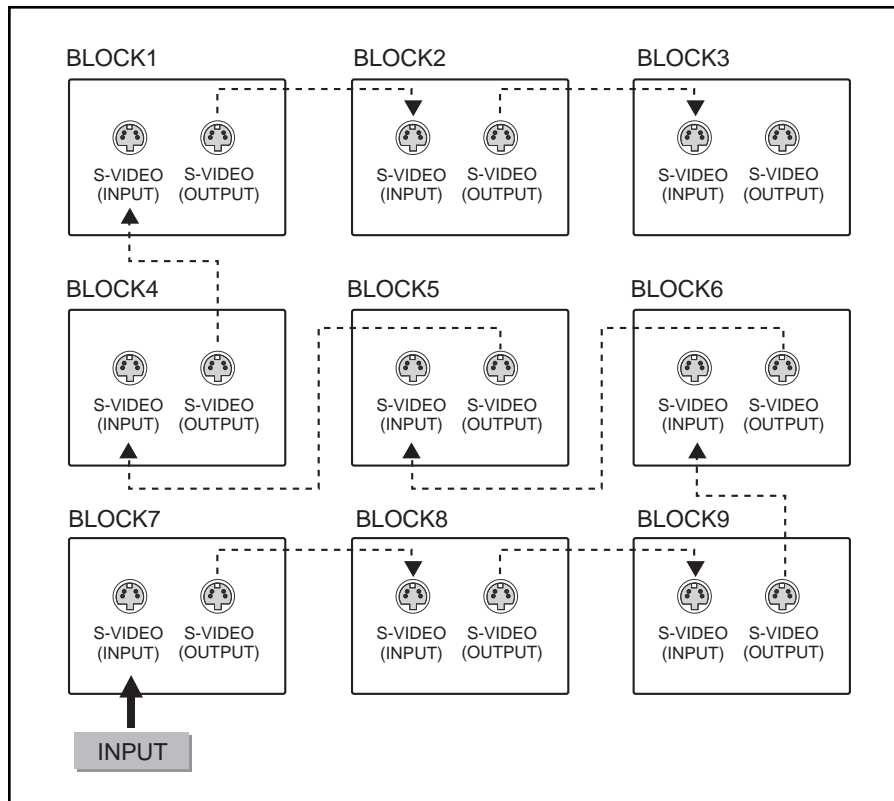 BLOCK1 BLOCK2 BLOCK3
S-VIDEO S-VIDEO S-VIDEO S-VIDEO S-VIDEO S-VIDEO
(INPUT) (OUTPUT) (INPUT) (OUTPUT) (INPUT) (OUTPUT)
BLOCK4 BLOCK5 BLOCK6
S-VIDEO S-VIDEO S-VIDEO S-VIDEO S-VIDEO S-VIDEO
(INPUT) (OUTPUT) (INPUT) (OUTPUT) (INPUT) (OUTPUT)
BLOCK7 BLOCK8 BLOCK9
S-VIDEO S-VIDEO S-VIDEO S-VIDEO S-VIDEO S-VIDEO
(INPUT) (OUTPUT) (INPUT) (OUTPUT) (INPUT) (OUTPUT)
INPUT